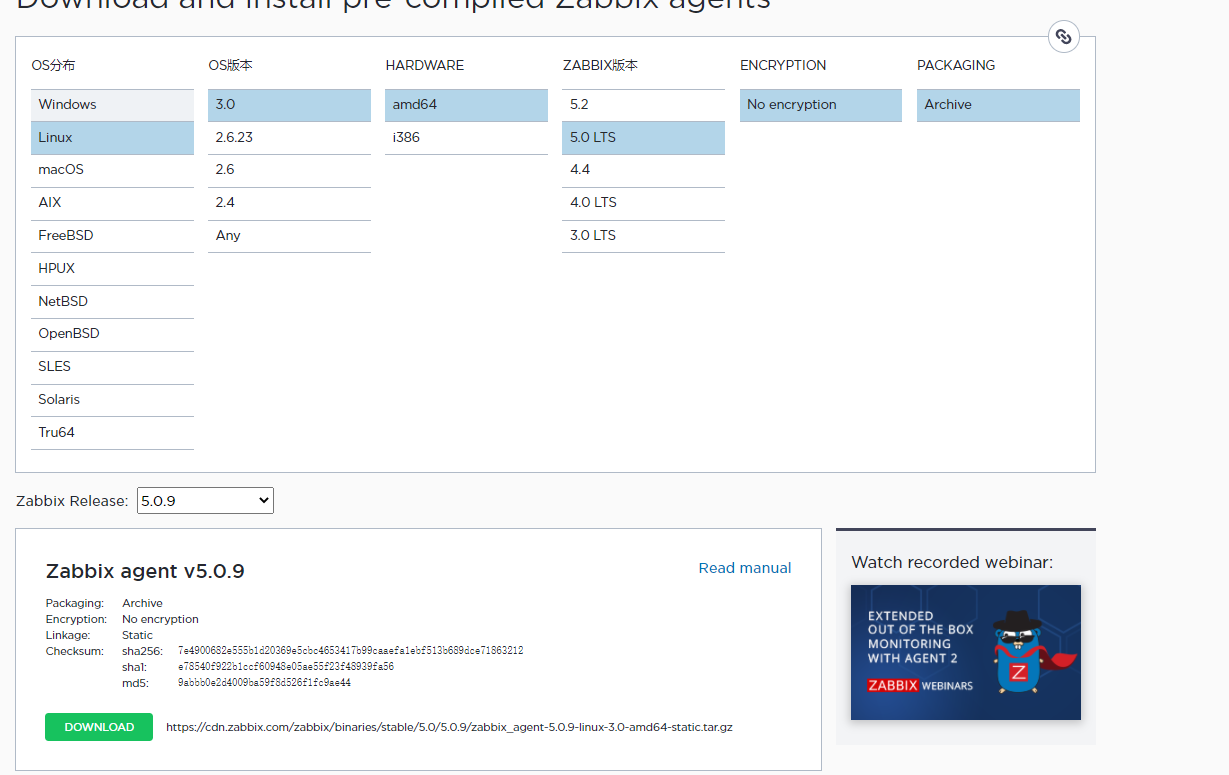 Download and install pre-compiled Zabbix agents
OS分布 OS版本 HARDWARE ZABBIX版本 ENCRYPTION PACKAGING
Windows 3.0 amd64 5.2 No encryption Archive
Linux 2.6.23 i386 5.0 LTS
macOS 2.6 4.4
AIX 2.4 4.0 LTS
FreeBSD Any 3.0 LTS
HPUX
NetBSD
OpenBSD
SLES
Solaris
Tru64
Zabbix Release: 5.0.9
Zabbix agent v5.0.9 Read manual
Packaging: Archive
Encryption: No encryption
Linkage: Static
Checksum: sha256: 7e4900682e555b1d20369e5cbc4653417b99caaefa1ebf513b689dce71863212
sha1: e78540f922b1ccf60948e05ae55f23f48939fa56
md5: 9abbb0e2d4009ba59f8d526f1fc9ae44
DOWNLOAD https://cdn.zabbix.com/zabbix/binaries/stable/5.0/5.0.9/zabbix_agent-5.0.9-linux-3.0-amd64-static.tar.gz
Watch recorded webinar:
EXTENDED
OUT OF THE BOX
MONITORING
WITH AGENT 2
ZABBIX WEBINARS
Z